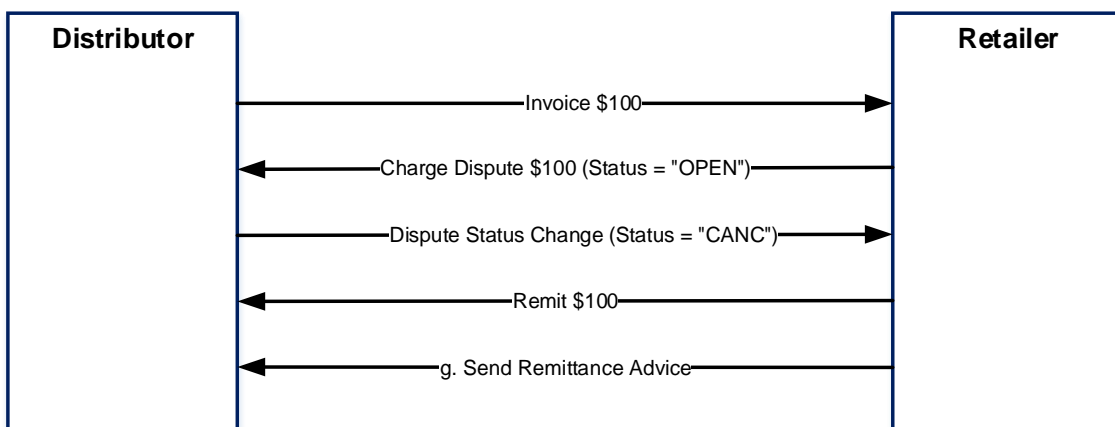 Distributor
Retailer
Invoice $100
Charge Dispute $100 (Status = "OPEN")
Dispute Status Change (Status = "CANC")
Remit $100
g. Send Remittance Advice